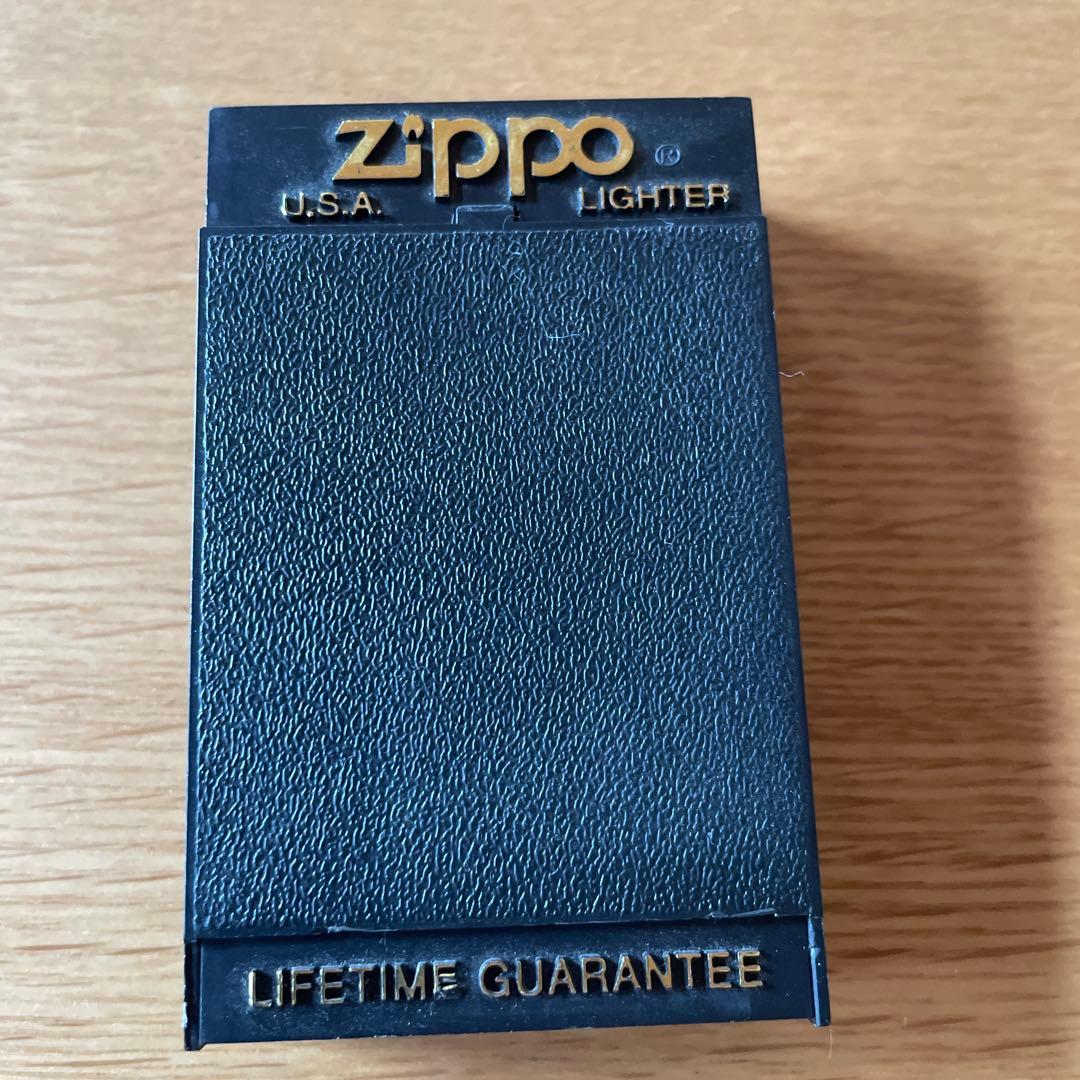 Zippo ®
U.S.A. LIGHTER
LIFETIME GUARANTEE